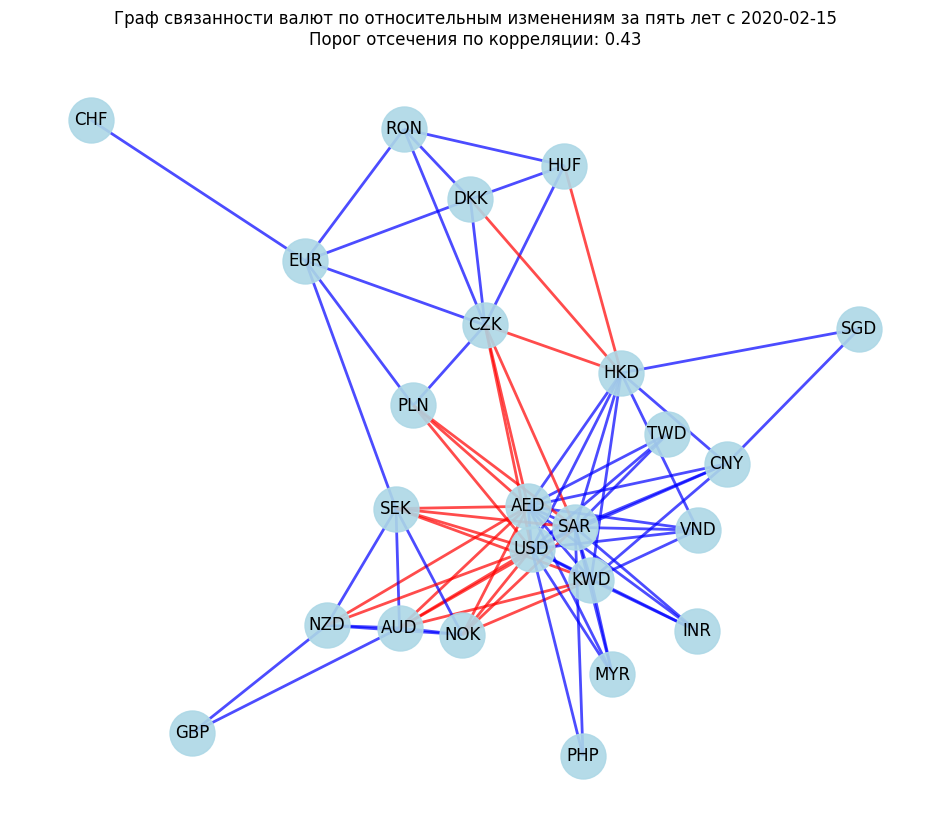 Граф связанности валют по относительным изменениям за пять лет с 2020-02-15
Порог отсечения по корреляции: 0.43
CHF
RON
HUF
DKK
EUR
CZK
SGD
HKD
PLN
TWD
CNY
AED
SEK
SAR
VND
USD
KWD
NZD
AUD
NOK
INR
MYR
GBP
PHP